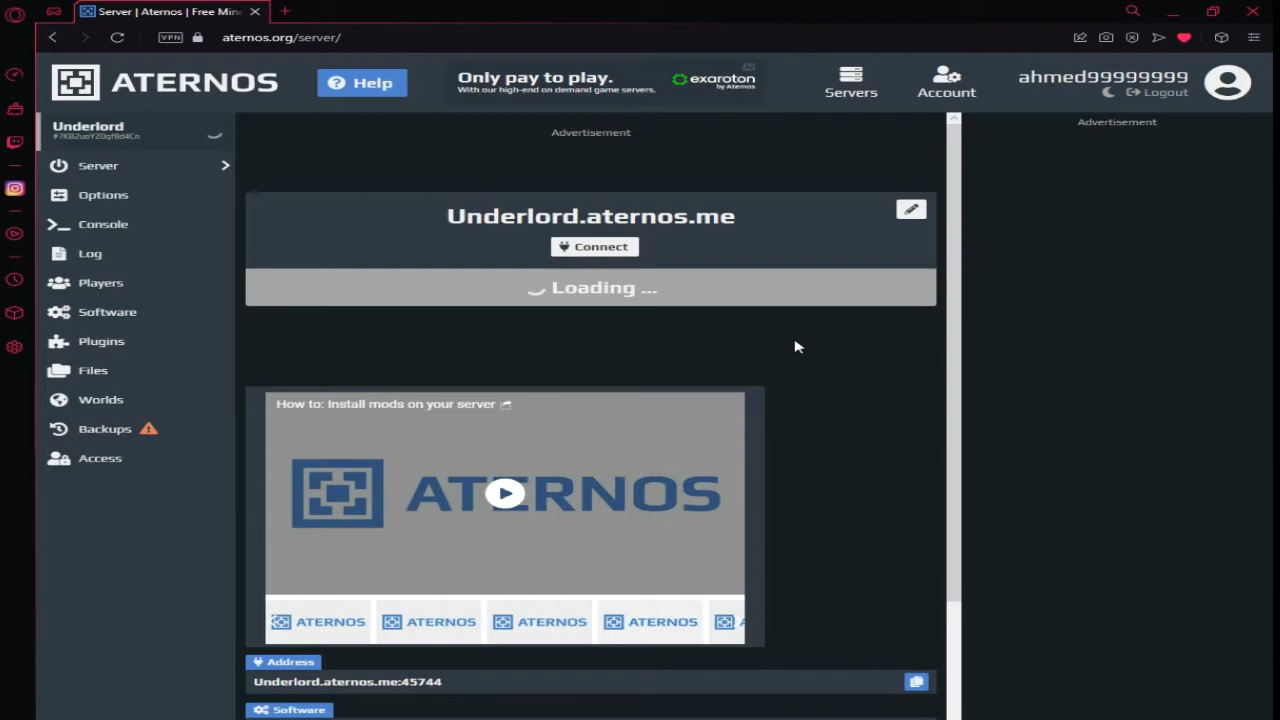 Server | Aternos | Free Min
VPN
aternos.org/server/
ATERNOS
Help
Only pay to play.
With our high-end on demand game servers.
exaroton
by Aternos
Ad
Servers
Account
ahmed99999999
Logout
Underlord
Server
Options
Console
Log
Players
Software
Plugins
Files
Worlds
Backups
Access
Advertisement
Underlord.aternos.me
Connect
Loading ...
How to: Install mods on your server
ATERNOS
ATERNOS
ATERNOS
ATERNOS
ATERNOS
Address
Underlord.aternos.me:45744
Software
Advertisement